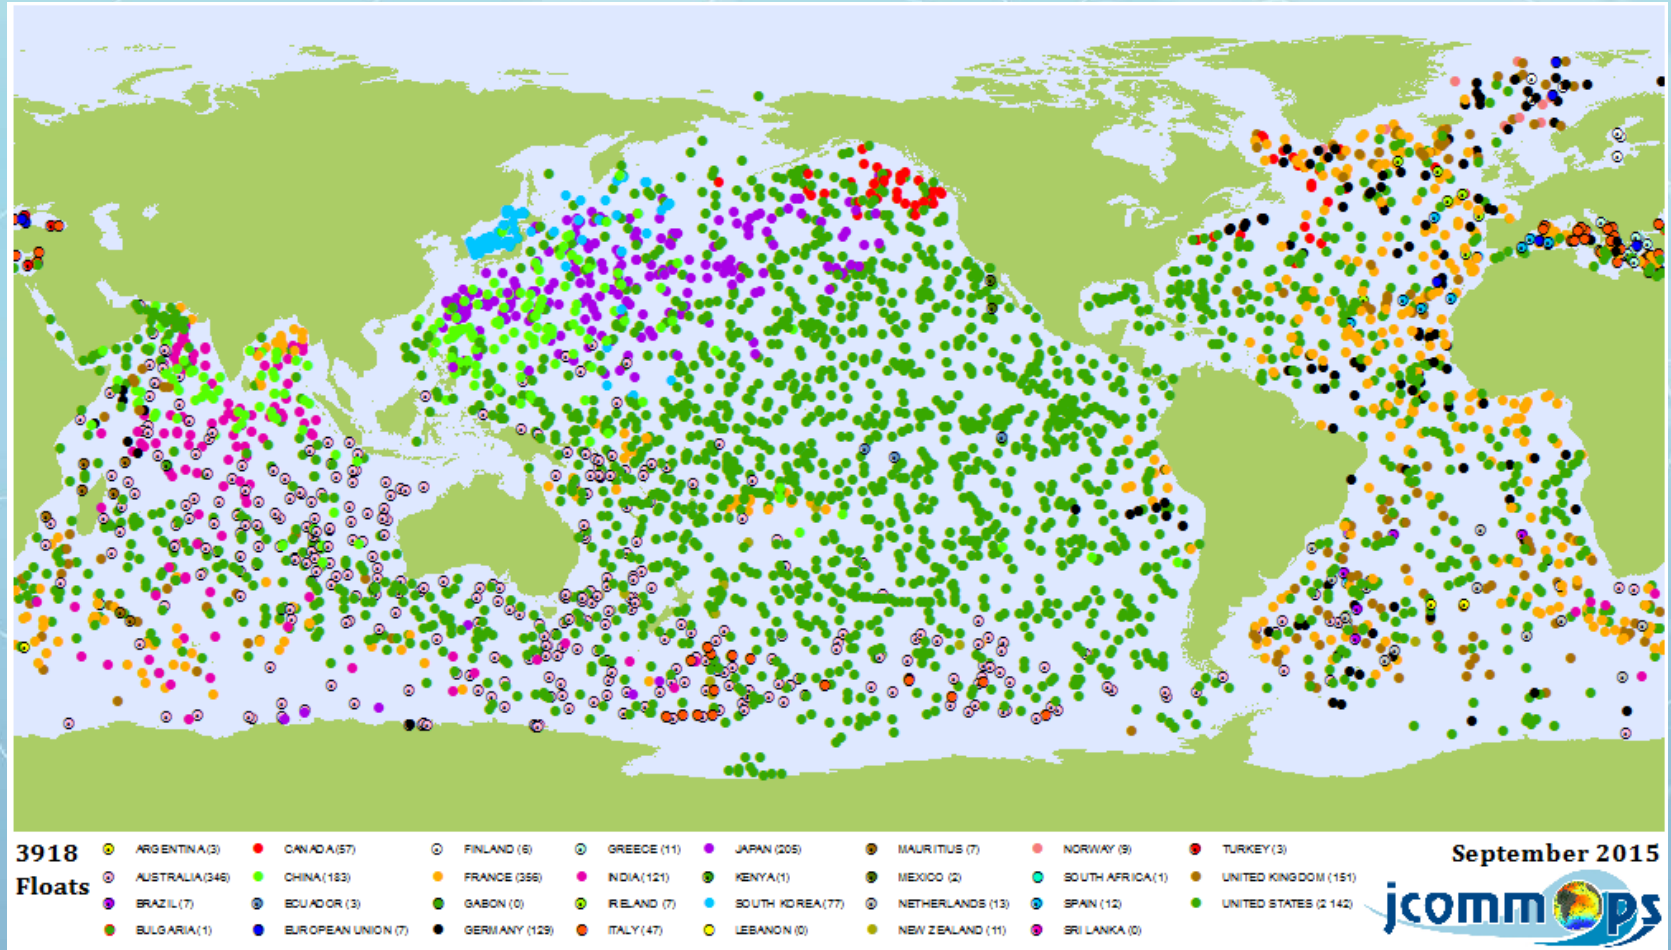 3918
Floats
ARGENTINA (3) CANADA (57) FINLAND (6) GREECE (11) JAPAN (205) MAURITIUS (7) NORWAY (9) TURKEY (3)
AUSTRALIA (346) CHINA (183) FRANCE (356) INDIA (121) KENYA (1) MEXICO (2) SOUTH AFRICA (1) UNITED KINGDOM (151)
BRAZIL (7) ECUADOR (3) GABON (0) IRELAND (7) SOUTH KOREA (77) NETHERLANDS (13) SPAIN (12) UNITED STATES (2 142)
BULGARIA (1) EUROPEAN UNION (7) GERMANY (129) ITALY (47) LEBANON (0) NEW ZEALAND (11) SRI LANKA (0)
September 2015
jcommops